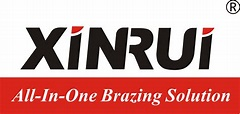 ®
XINRUI
All-In-One Brazing Solution